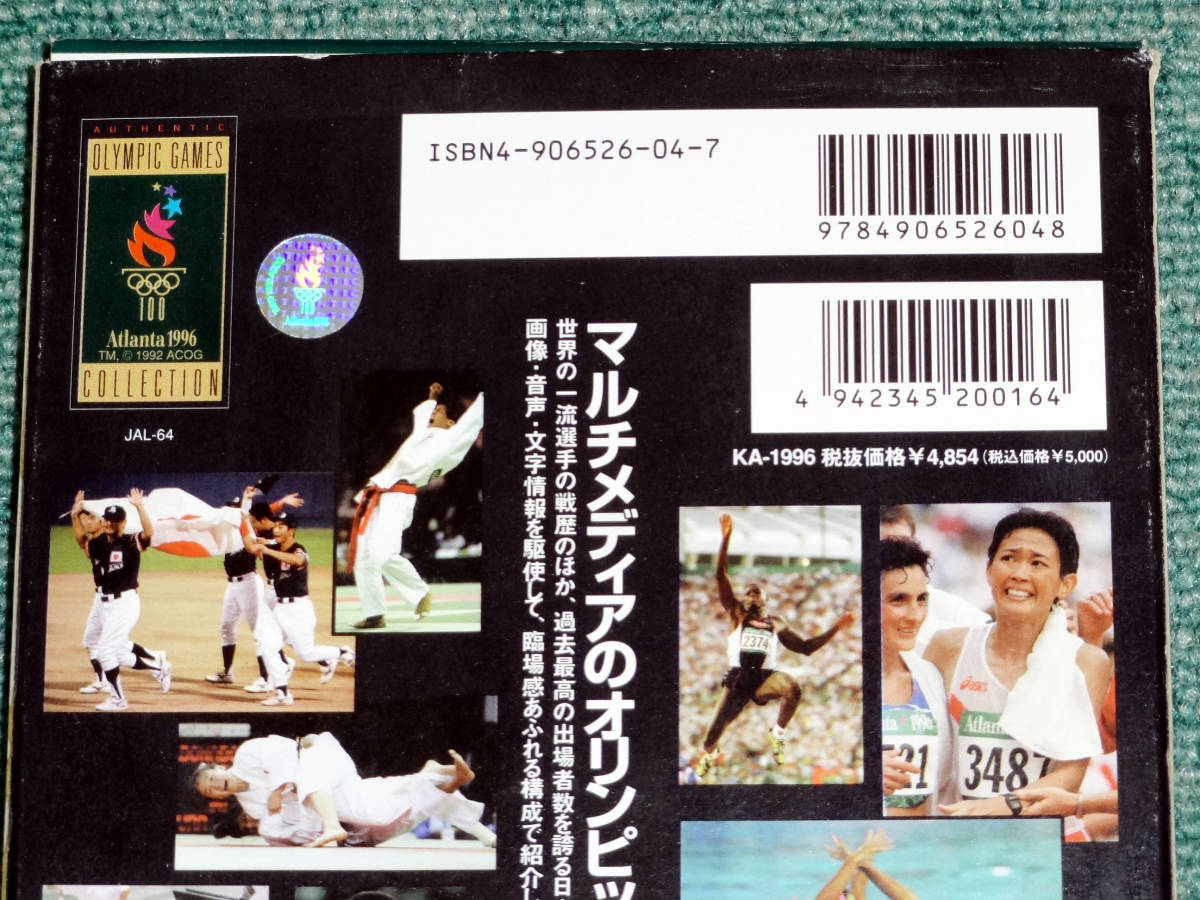 AUTHENTIC
OLYMPIC GAMES
100
Atlanta 1996
TM, © 1992 ACOG
COLLECTION
JAL-64
ISBN4-906526-04-7
9784906526048
4 942345 200164
KA-1996 税抜価格￥4,854(税込価格￥5,000)
マルチメディアのオリンピッ
世界の一流選手の戦歴のほか、過去最高の出場者数を誇る日
画像・音声・文字情報を駆使して、臨場感あふれる構成で紹介し
2374
asics
Atlanta
3487